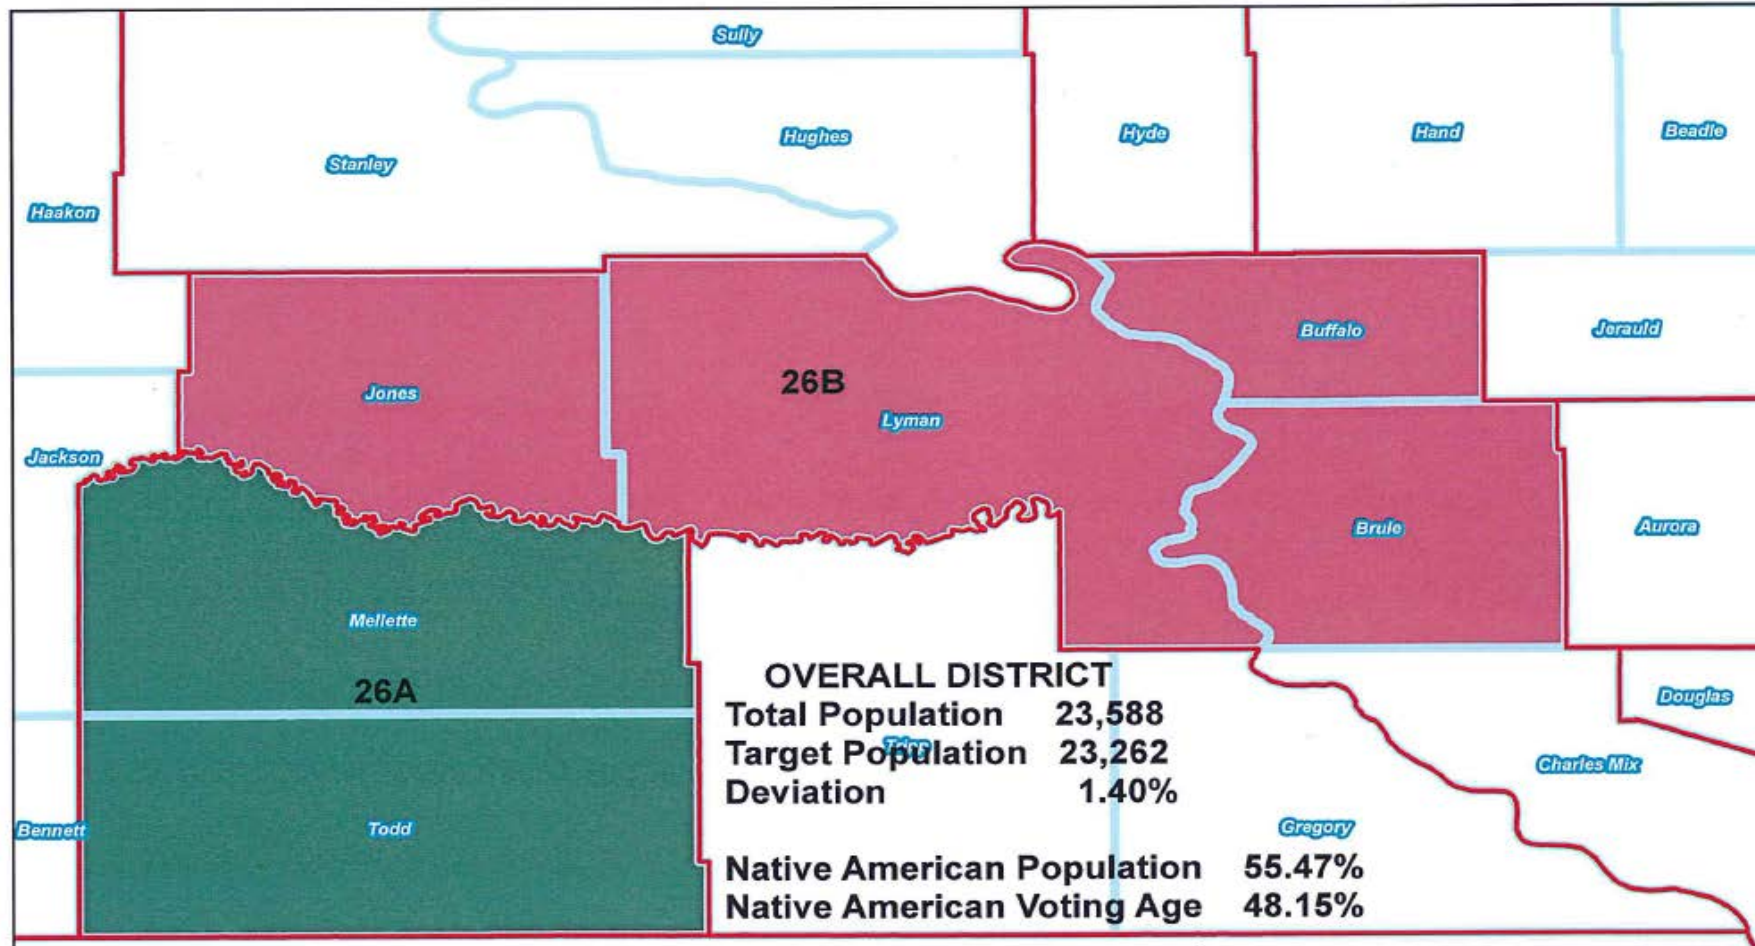 Sully
Hughes
Hyde
Hand
Beadle
Stanley
Haakon
Buffalo
Jerauld
26B
Jones
Lyman
Jackson
Brule
Aurora
Mellette
26A
OVERALL DISTRICT
Total Population 23,588
Target Population 23,262
Deviation 1.40%
Tripp
Douglas
Charles Mix
Bennett
Todd
Gregory
Native American Population 55.47%
Native American Voting Age 48.15%